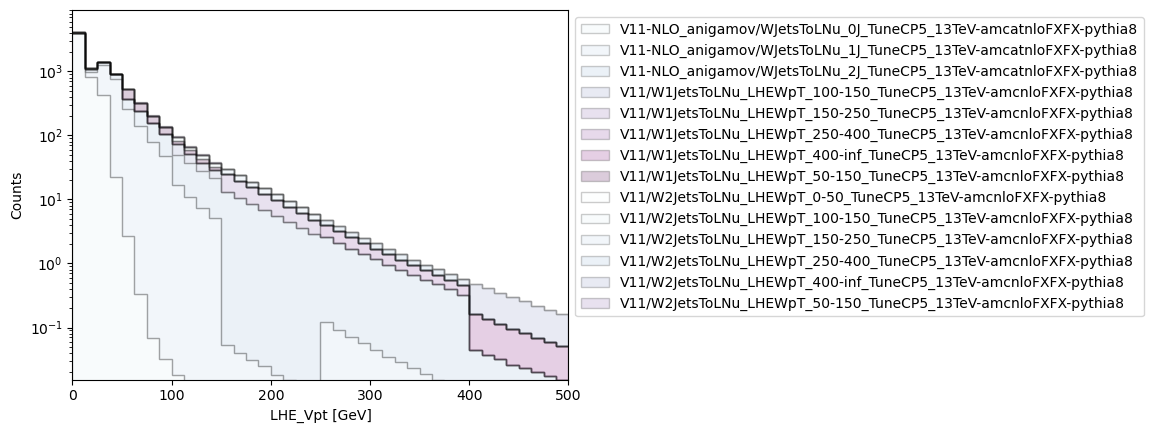 10³
10²
10¹
10⁰
10⁻¹
Counts
0
100
200
300
400
500
LHE_Vpt [GeV]
V11-NLO_anigamov/WJetsToLNu_0J_TuneCP5_13TeV-amcatnloFXFX-pythia8
V11-NLO_anigamov/WJetsToLNu_1J_TuneCP5_13TeV-amcatnloFXFX-pythia8
V11-NLO_anigamov/WJetsToLNu_2J_TuneCP5_13TeV-amcatnloFXFX-pythia8
V11/W1JetsToLNu_LHEWpT_100-150_TuneCP5_13TeV-amcnloFXFX-pythia8
V11/W1JetsToLNu_LHEWpT_150-250_TuneCP5_13TeV-amcnloFXFX-pythia8
V11/W1JetsToLNu_LHEWpT_250-400_TuneCP5_13TeV-amcnloFXFX-pythia8
V11/W1JetsToLNu_LHEWpT_400-inf_TuneCP5_13TeV-amcnloFXFX-pythia8
V11/W1JetsToLNu_LHEWpT_50-150_TuneCP5_13TeV-amcnloFXFX-pythia8
V11/W2JetsToLNu_LHEWpT_0-50_TuneCP5_13TeV-amcnloFXFX-pythia8
V11/W2JetsToLNu_LHEWpT_100-150_TuneCP5_13TeV-amcnloFXFX-pythia8
V11/W2JetsToLNu_LHEWpT_150-250_TuneCP5_13TeV-amcnloFXFX-pythia8
V11/W2JetsToLNu_LHEWpT_250-400_TuneCP5_13TeV-amcnloFXFX-pythia8
V11/W2JetsToLNu_LHEWpT_400-inf_TuneCP5_13TeV-amcnloFXFX-pythia8
V11/W2JetsToLNu_LHEWpT_50-150_TuneCP5_13TeV-amcnloFXFX-pythia8